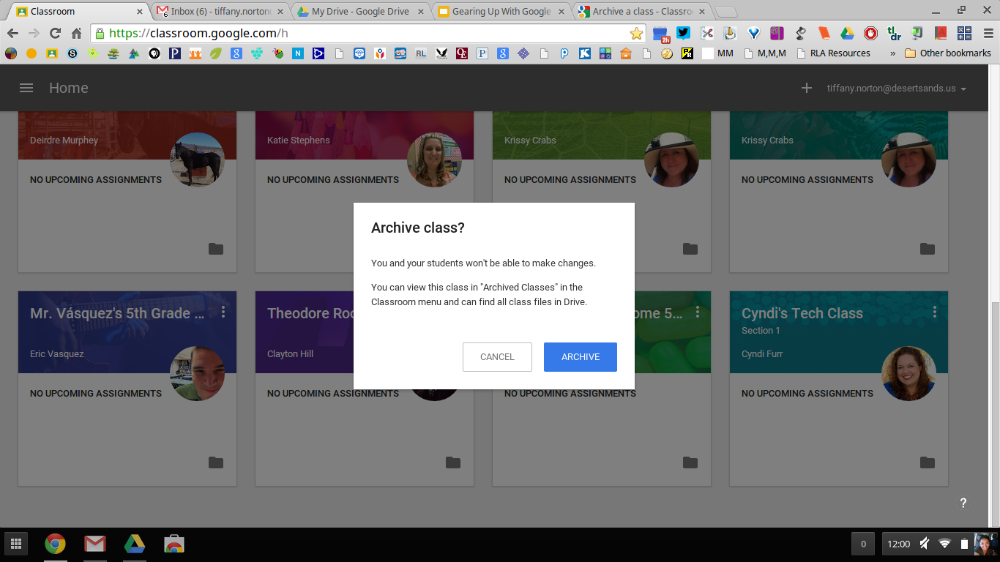 Classroom
Inbox (6) - tiffany.norton@
My Drive - Google Drive
Gearing Up With Google
Archive a class - Classroo
https://classroom.google.com/h
2h
tl;dr
MM
M,M,M
RLA Resources
»
Other bookmarks
Home
tiffany.norton@desertsands.us
Deirdre Murphey
Katie Stephens
Krissy Crabs
Krissy Crabs
NO UPCOMING ASSIGNMENTS
NO UPCOMING ASSIGNMENTS
NO UPCOMING ASSIGNMENTS
NO UPCOMING ASSIGNMENTS
Archive class?
You and your students won't be able to make changes.
You can view this class in "Archived Classes" in the
Classroom menu and can find all class files in Drive.
CANCEL
ARCHIVE
Mr. Vásquez's 5th Grade ...
Eric Vasquez
Theodore Roo
Clayton Hill
ome 5...
Cyndi's Tech Class
Section 1
Cyndi Furr
NO UPCOMING ASSIGNMENTS
NO UPCOMING ASSIGNMENTS
NO UPCOMING ASSIGNMENTS
NO UPCOMING ASSIGNMENTS
?
0
12:00